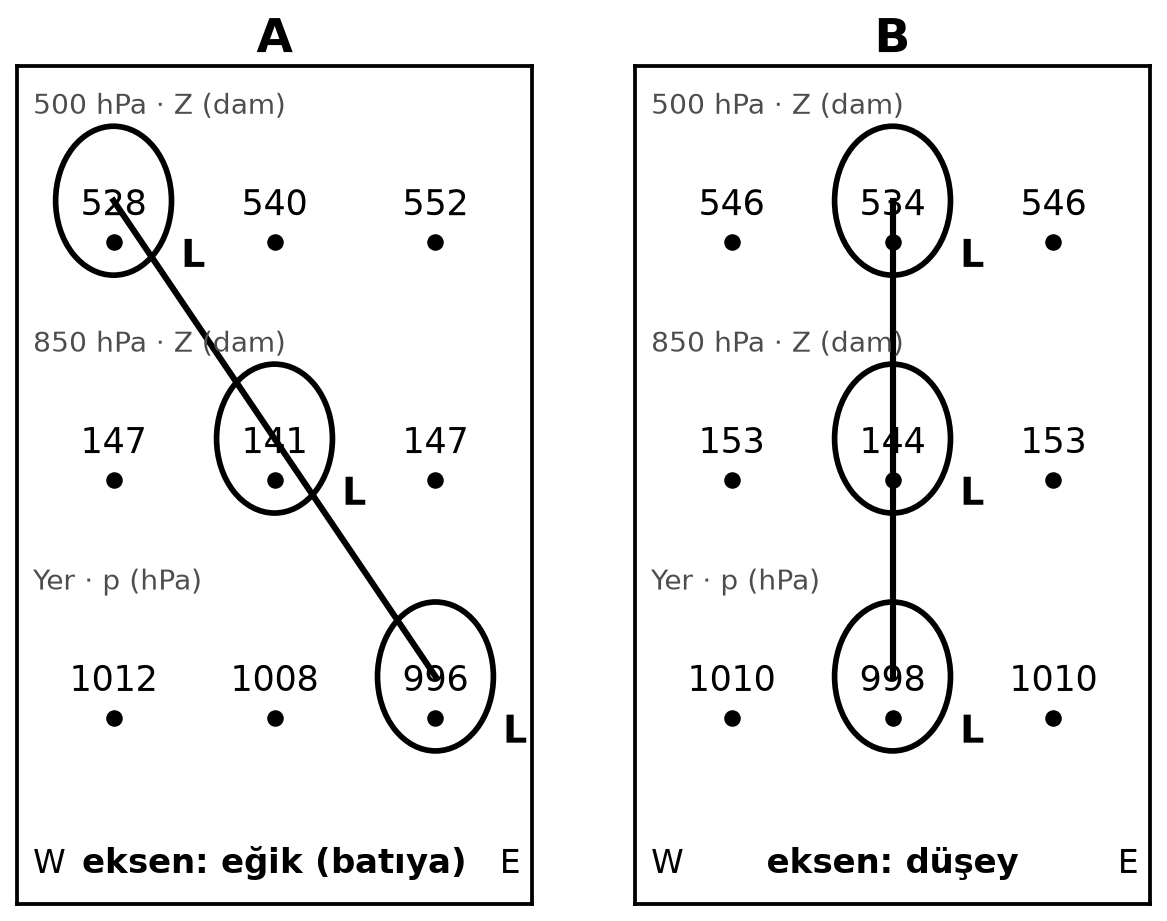 A
500 hPa · Z (dam)
528 540 552
L
850 hPa · Z (dam)
147 141 147
L
Yer · p (hPa)
1012 1008 996
L
W eksen: eğik (batıya) E
B
500 hPa · Z (dam)
546 534 546
L
850 hPa · Z (dam)
153 144 153
L
Yer · p (hPa)
1010 998 1010
L
W eksen: düşey E